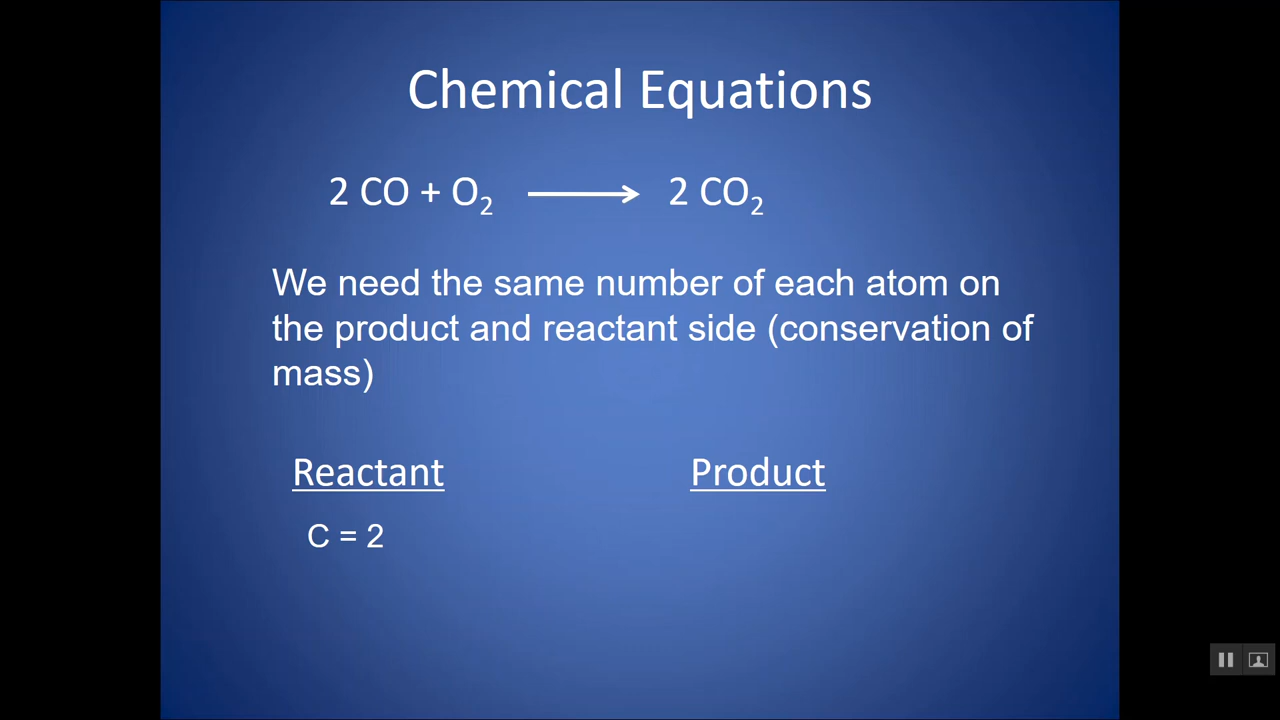 Chemical Equations
2 CO + O₂ ⟶ 2 CO₂
We need the same number of each atom on
the product and reactant side (conservation of
mass)
Reactant Product
C = 2